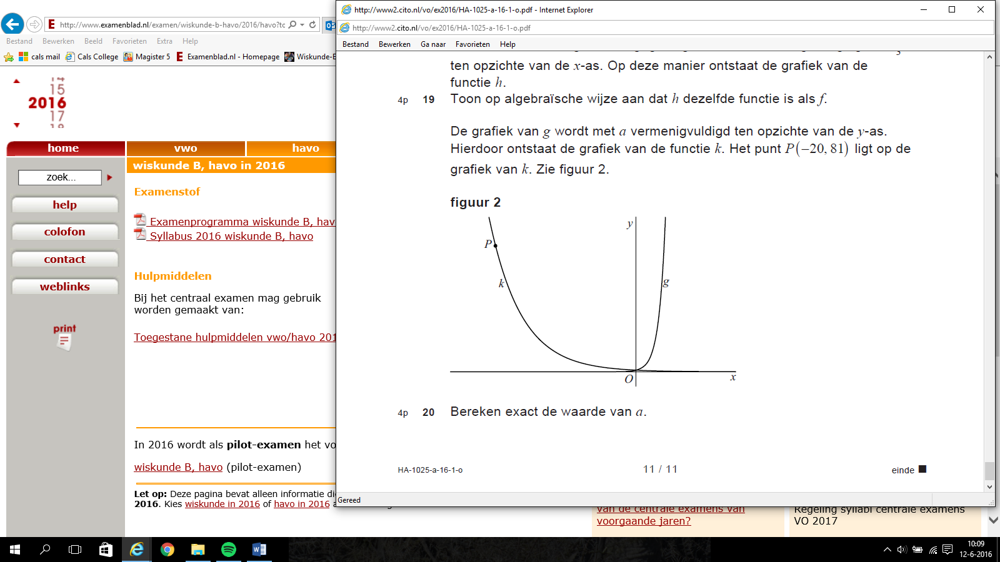 http://www2.cito.nl/vo/ex2016/HA-1025-a-16-1-o.pdf - Internet Explorer
http://www.examenblad.nl/examen/wiskunde-b-havo/2016/havo?tc
http://www2.cito.nl/vo/ex2016/HA-1025-a-16-1-o.pdf
Bestand Bewerken Beeld Favorieten Extra Help
Bestand Bewerken Ga naar Favorieten Help
cals mail Cals College Magister 5 Examenblad.nl - Homepage Wiskunde-E
14
15
2016
17
18
home vwo havo
wiskunde B, havo in 2016
zoek...
help
colofon
contact
weblinks
print
Examenstof
Examenprogramma wiskunde B, hav
Syllabus 2016 wiskunde B, havo
Hulpmiddelen
Bij het centraal examen mag gebruik
worden gemaakt van:
Toegestane hulpmiddelen vwo/havo 201
In 2016 wordt als pilot-examen het vo
wiskunde B, havo (pilot-examen)
Let op: Deze pagina bevat alleen informatie di
2016. Kies wiskunde in 2016 of havo in 2016
ten opzichte van de x-as. Op deze manier ontstaat de grafiek van de
functie h.
4p 19 Toon op algebraïsche wijze aan dat h dezelfde functie is als f.
De grafiek van g wordt met a vermenigvuldigd ten opzichte van de y-as.
Hierdoor ontstaat de grafiek van de functie k. Het punt P(−20, 81) ligt op de
grafiek van k. Zie figuur 2.
figuur 2
y
P
k
g
O
x
4p 20 Bereken exact de waarde van a.
HA-1025-a-16-1-o 11 / 11 einde
Gereed
van de centrale examens van
voorgaande jaren?
Regeling syllabi centrale examens
VO 2017
10:09
12-6-2016